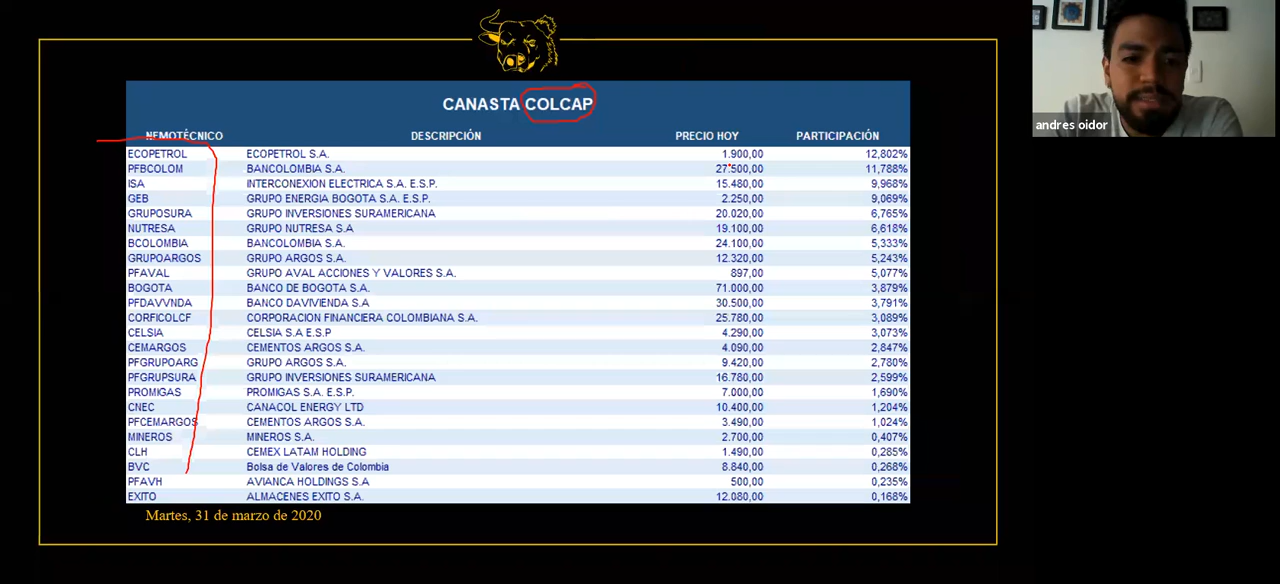 CANASTA COLCAP
NEMOTÉCNICO DESCRIPCIÓN PRECIO HOY PARTICIPACIÓN
ECOPETROL ECOPETROL S.A. 1.900,00 12,802%
PFBCOLOM BANCOLOMBIA S.A. 27.500,00 11,788%
ISA INTERCONEXION ELECTRICA S.A. E.S.P. 15.480,00 9,968%
GEB GRUPO ENERGIA BOGOTA S.A. E.S.P. 2.250,00 9,069%
GRUPOSURA GRUPO INVERSIONES SURAMERICANA 20.020,00 6,765%
NUTRESA GRUPO NUTRESA S.A 19.100,00 6,618%
BCOLOMBIA BANCOLOMBIA S.A. 24.100,00 5,333%
GRUPOARGOS GRUPO ARGOS S.A. 12.320,00 5,243%
PFAVAL GRUPO AVAL ACCIONES Y VALORES S.A. 897,00 5,077%
BOGOTA BANCO DE BOGOTA S.A. 71.000,00 3,879%
PFDAVVNDA BANCO DAVIVIENDA S.A 30.500,00 3,791%
CORFICOLCF CORPORACION FINANCIERA COLOMBIANA S.A. 25.780,00 3,089%
CELSIA CELSIA S.A E.S.P 4.290,00 3,073%
CEMARGOS CEMENTOS ARGOS S.A. 4.090,00 2,847%
PFGRUPOARG GRUPO ARGOS S.A. 9.420,00 2,780%
PFGRUPSURA GRUPO INVERSIONES SURAMERICANA 16.780,00 2,599%
PROMIGAS PROMIGAS S.A. E.S.P. 7.000,00 1,690%
CNEC CANACOL ENERGY LTD 10.400,00 1,204%
PFCEMARGOS CEMENTOS ARGOS S.A. 3.490,00 1,024%
MINEROS MINEROS S.A. 2.700,00 0,407%
CLH CEMEX LATAM HOLDING 1.490,00 0,285%
BVC Bolsa de Valores de Colombia 8.840,00 0,268%
PFAVH AVIANCA HOLDINGS S.A 500,00 0,235%
EXITO ALMACENES EXITO S.A. 12.080,00 0,168%
Martes, 31 de marzo de 2020
andres oidor